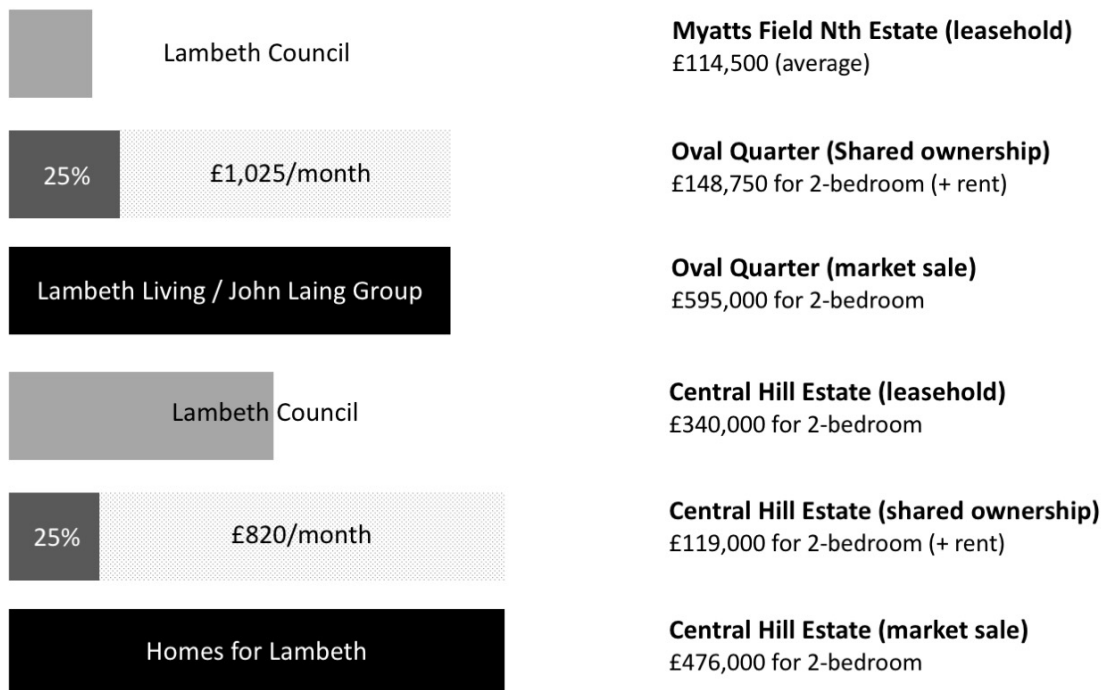 Lambeth Council
Myatts Field Nth Estate (leasehold)
£114,500 (average)
25%
£1,025/month
Oval Quarter (Shared ownership)
£148,750 for 2-bedroom (+ rent)
Lambeth Living / John Laing Group
Oval Quarter (market sale)
£595,000 for 2-bedroom
Lambeth Council
Central Hill Estate (leasehold)
£340,000 for 2-bedroom
25%
£820/month
Central Hill Estate (shared ownership)
£119,000 for 2-bedroom (+ rent)
Homes for Lambeth
Central Hill Estate (market sale)
£476,000 for 2-bedroom